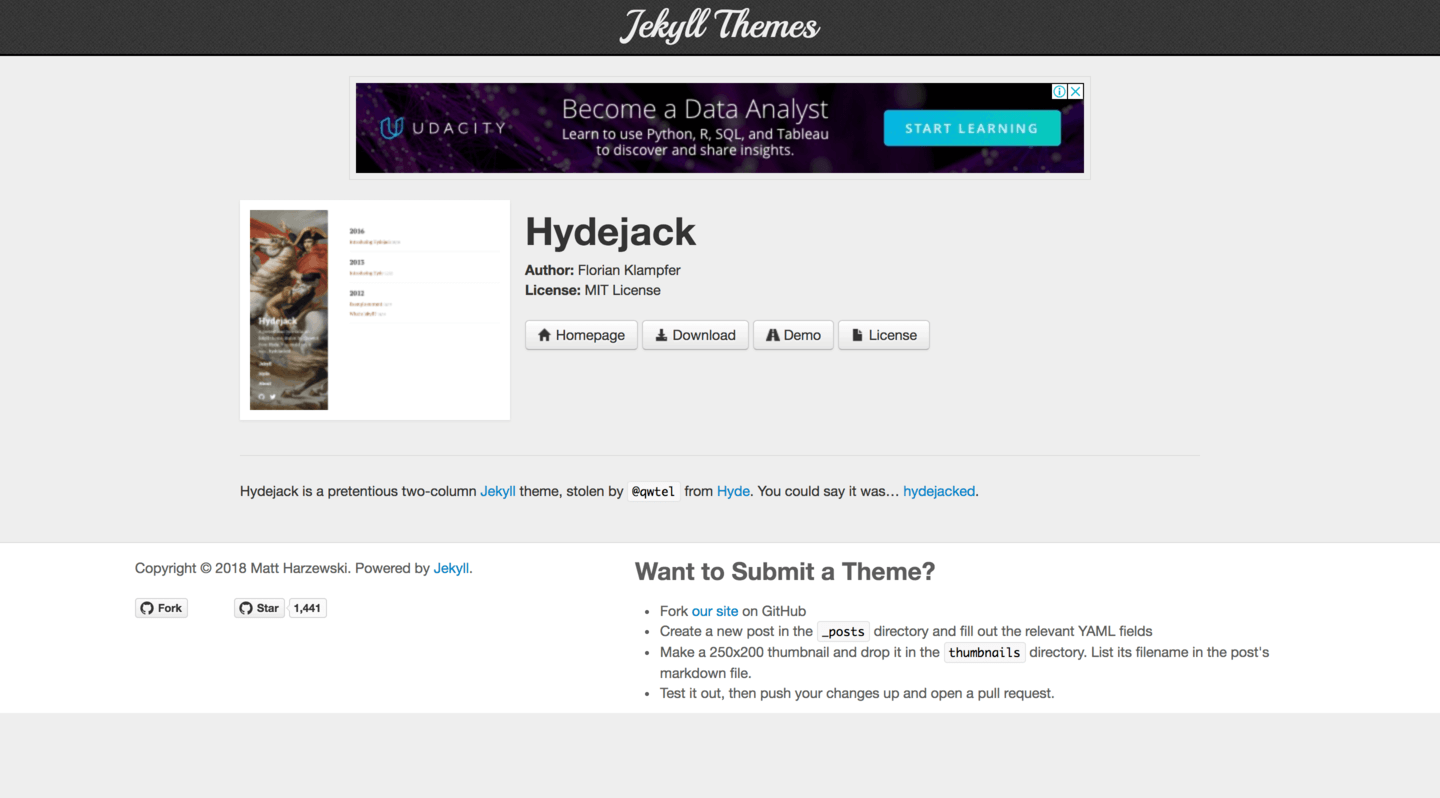 Jekyll Themes
UDACITY
Become a Data Analyst
Learn to use Python, R, SQL, and Tableau
to discover and share insights.
START LEARNING
2016
2013
2012
Hydejack
Hydejack
Author: Florian Klampfer
License: MIT License
Homepage
Download
Demo
License
Hydejack is a pretentious two-column Jekyll theme, stolen by @qwtel from Hyde. You could say it was… hydejacked.
Copyright © 2018 Matt Harzewski. Powered by Jekyll.
Fork
Star
1,441
Want to Submit a Theme?
• Fork our site on GitHub
• Create a new post in the _posts directory and fill out the relevant YAML fields
• Make a 250x200 thumbnail and drop it in the thumbnails directory. List its filename in the post's
markdown file.
• Test it out, then push your changes up and open a pull request.